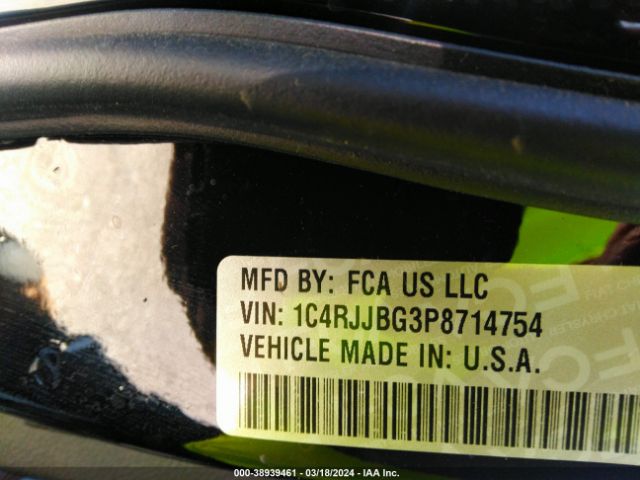 MFD BY: FCA US LLC
VIN: 1C4RJJBG3P8714754
VEHICLE MADE IN: U.S.A.
000-38939461 - 03/18/2024 - IAA Inc.